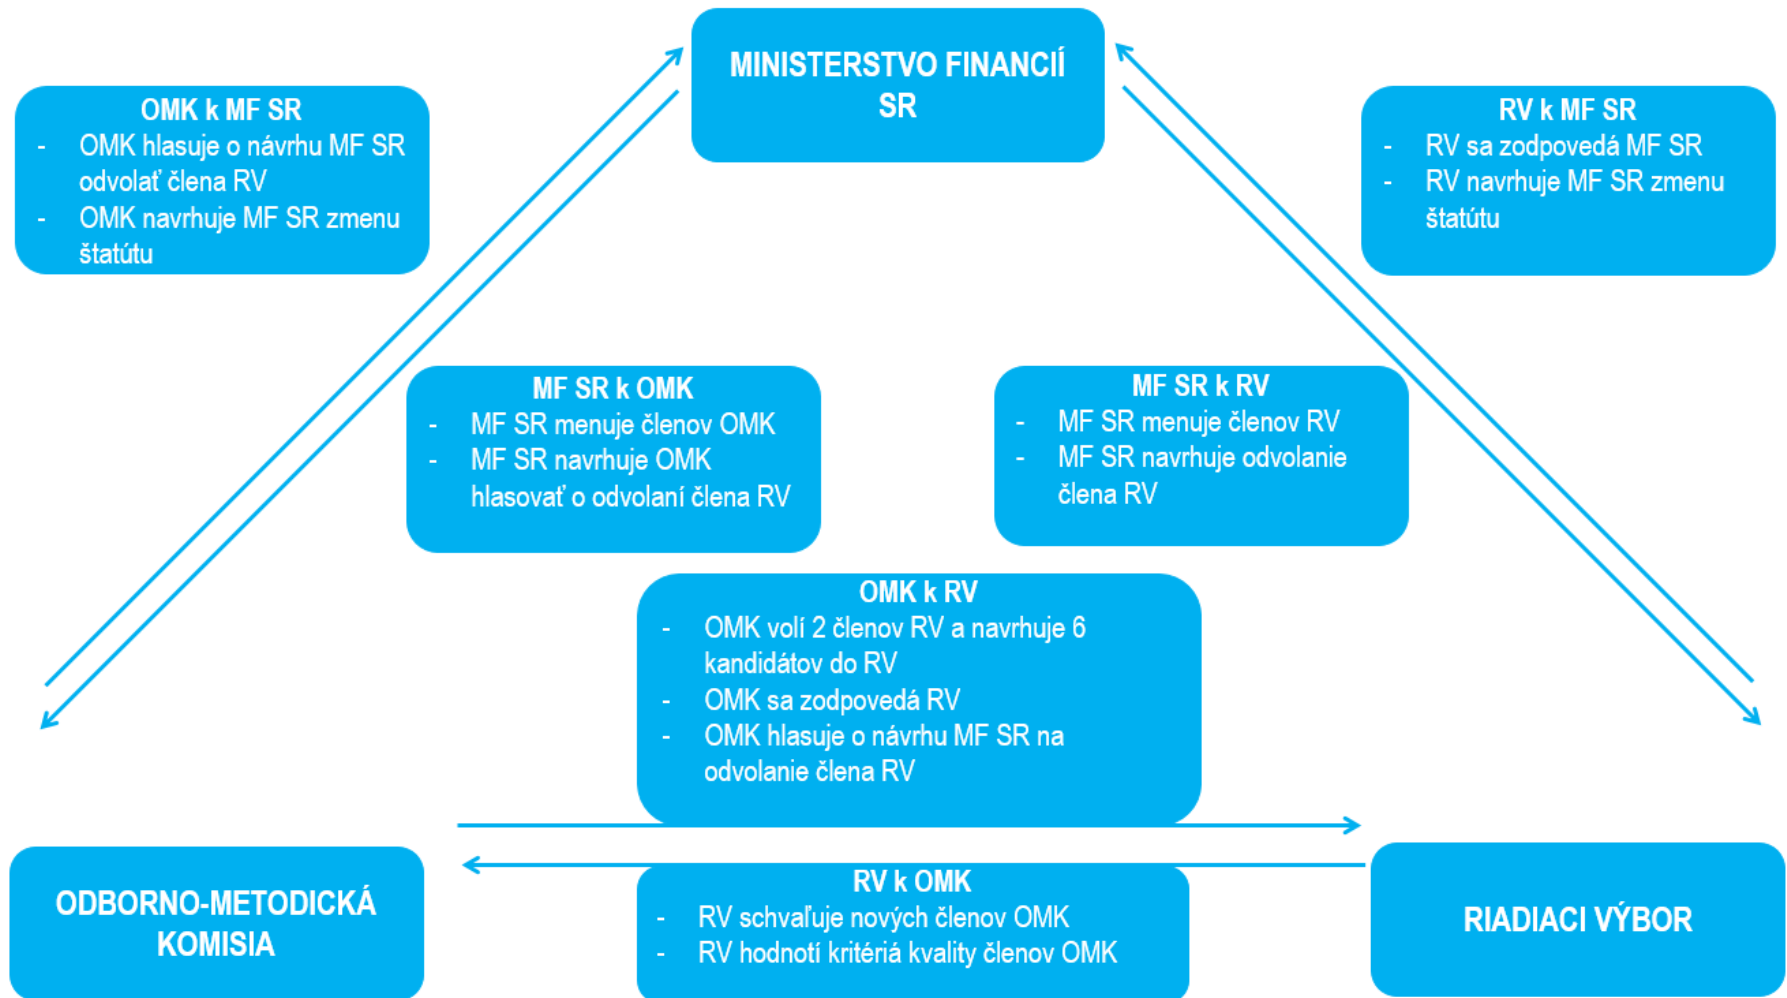 MINISTERSTVO FINANCIÍ
SR
OMK k MF SR
- OMK hlasuje o návrhu MF SR
odvolať člena RV
- OMK navrhuje MF SR zmenu
štatútu
RV k MF SR
- RV sa zodpovedá MF SR
- RV navrhuje MF SR zmenu
štatútu
MF SR k OMK
- MF SR menuje členov OMK
- MF SR navrhuje OMK
hlasovať o odvolaní člena RV
MF SR k RV
- MF SR menuje členov RV
- MF SR navrhuje odvolanie
člena RV
OMK k RV
- OMK volí 2 členov RV a navrhuje 6
kandidátov do RV
- OMK sa zodpovedá RV
- OMK hlasuje o návrhu MF SR na
odvolanie člena RV
ODBORNO-METODICKÁ
KOMISIA
RV k OMK
- RV schvaľuje nových členov OMK
- RV hodnotí kritériá kvality členov OMK
RIADIACI VÝBOR